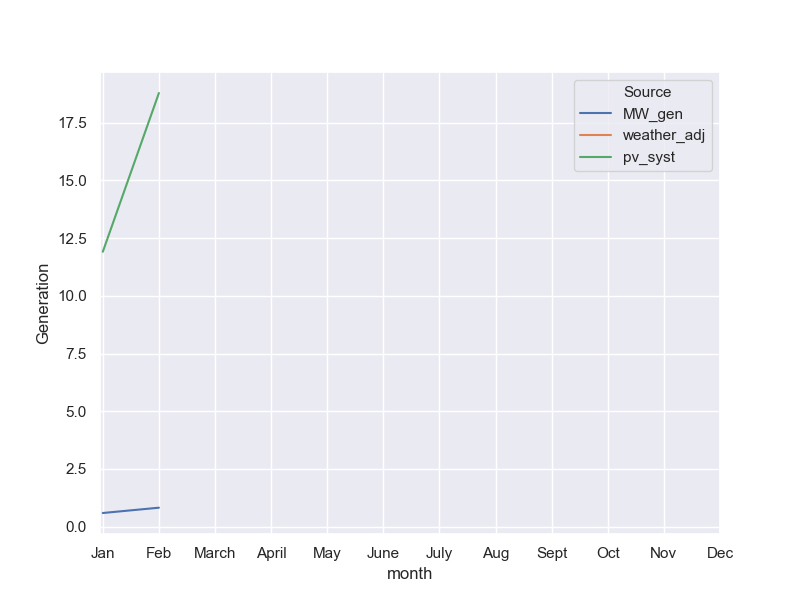 Source
MW_gen
weather_adj
pv_syst
17.5
15.0
12.5
10.0
7.5
5.0
2.5
0.0
Generation
Jan Feb March April May June July Aug Sept Oct Nov Dec
month